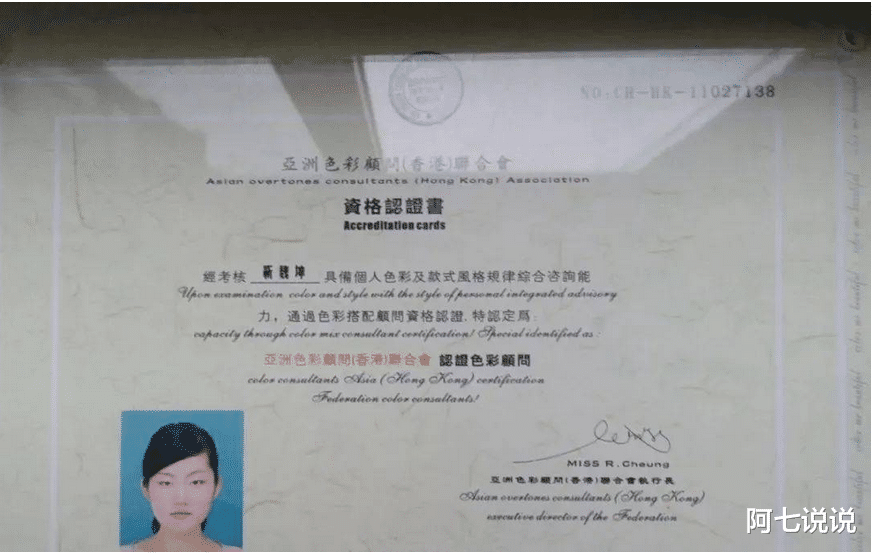 NO:CH-HK-11027138
亞洲色彩顧問(香港)聯合會
Asian overtones consultants (Hong Kong) Association
資格認證書
Accreditation cards
經考核 靳魏坤 具備個人色彩及款式風格規律綜合咨詢能
Upon examination color and style with the style of personal integrated advisory
力，通過色彩搭配顧問資格認證.特認定爲:
capacity through color mix consultant certification! Special identified as:
亞洲色彩顧問(香港)聯合會 認證色彩顧問
color consultants Asia (Hong Kong) certification
Federation color consultants!
MISS R.Cheung
亞洲色彩顧問(香港)聯合會執行長
Asian overtones consultants (Hong Kong)
executive director of the Federation
阿七说说